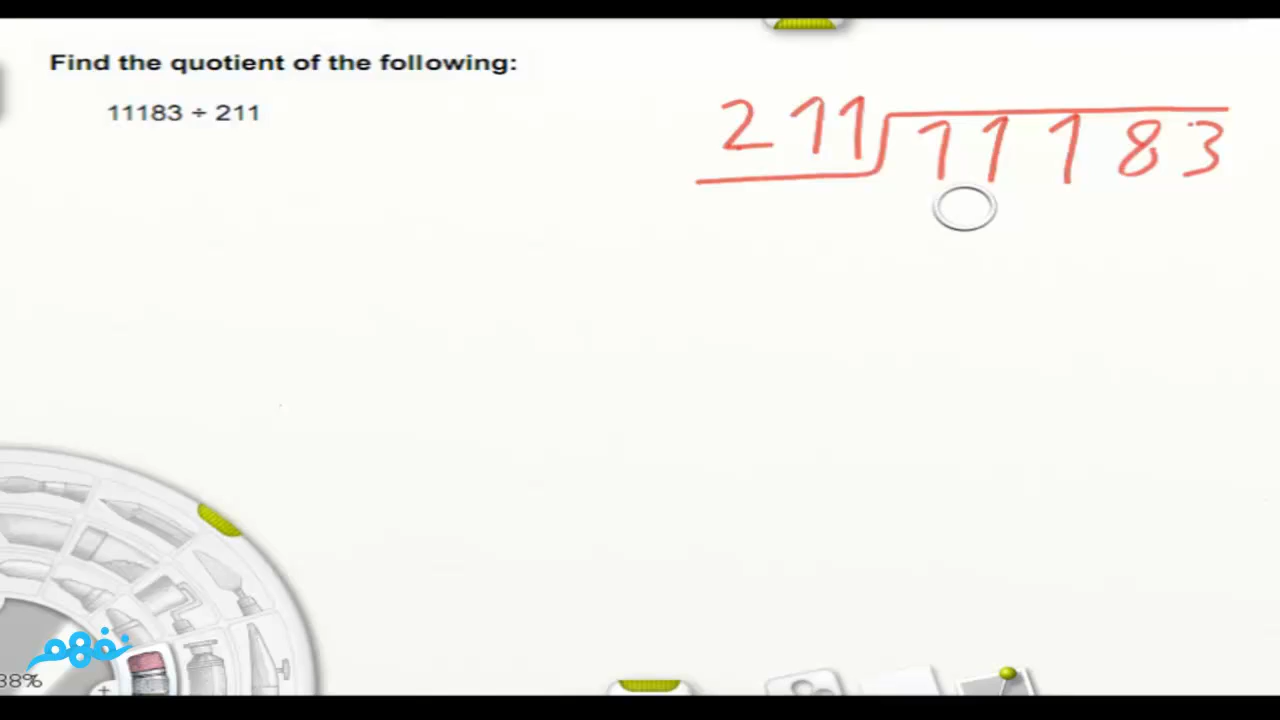 Find the quotient of the following:
11183 ÷ 211
211 11183
نفهم
38%